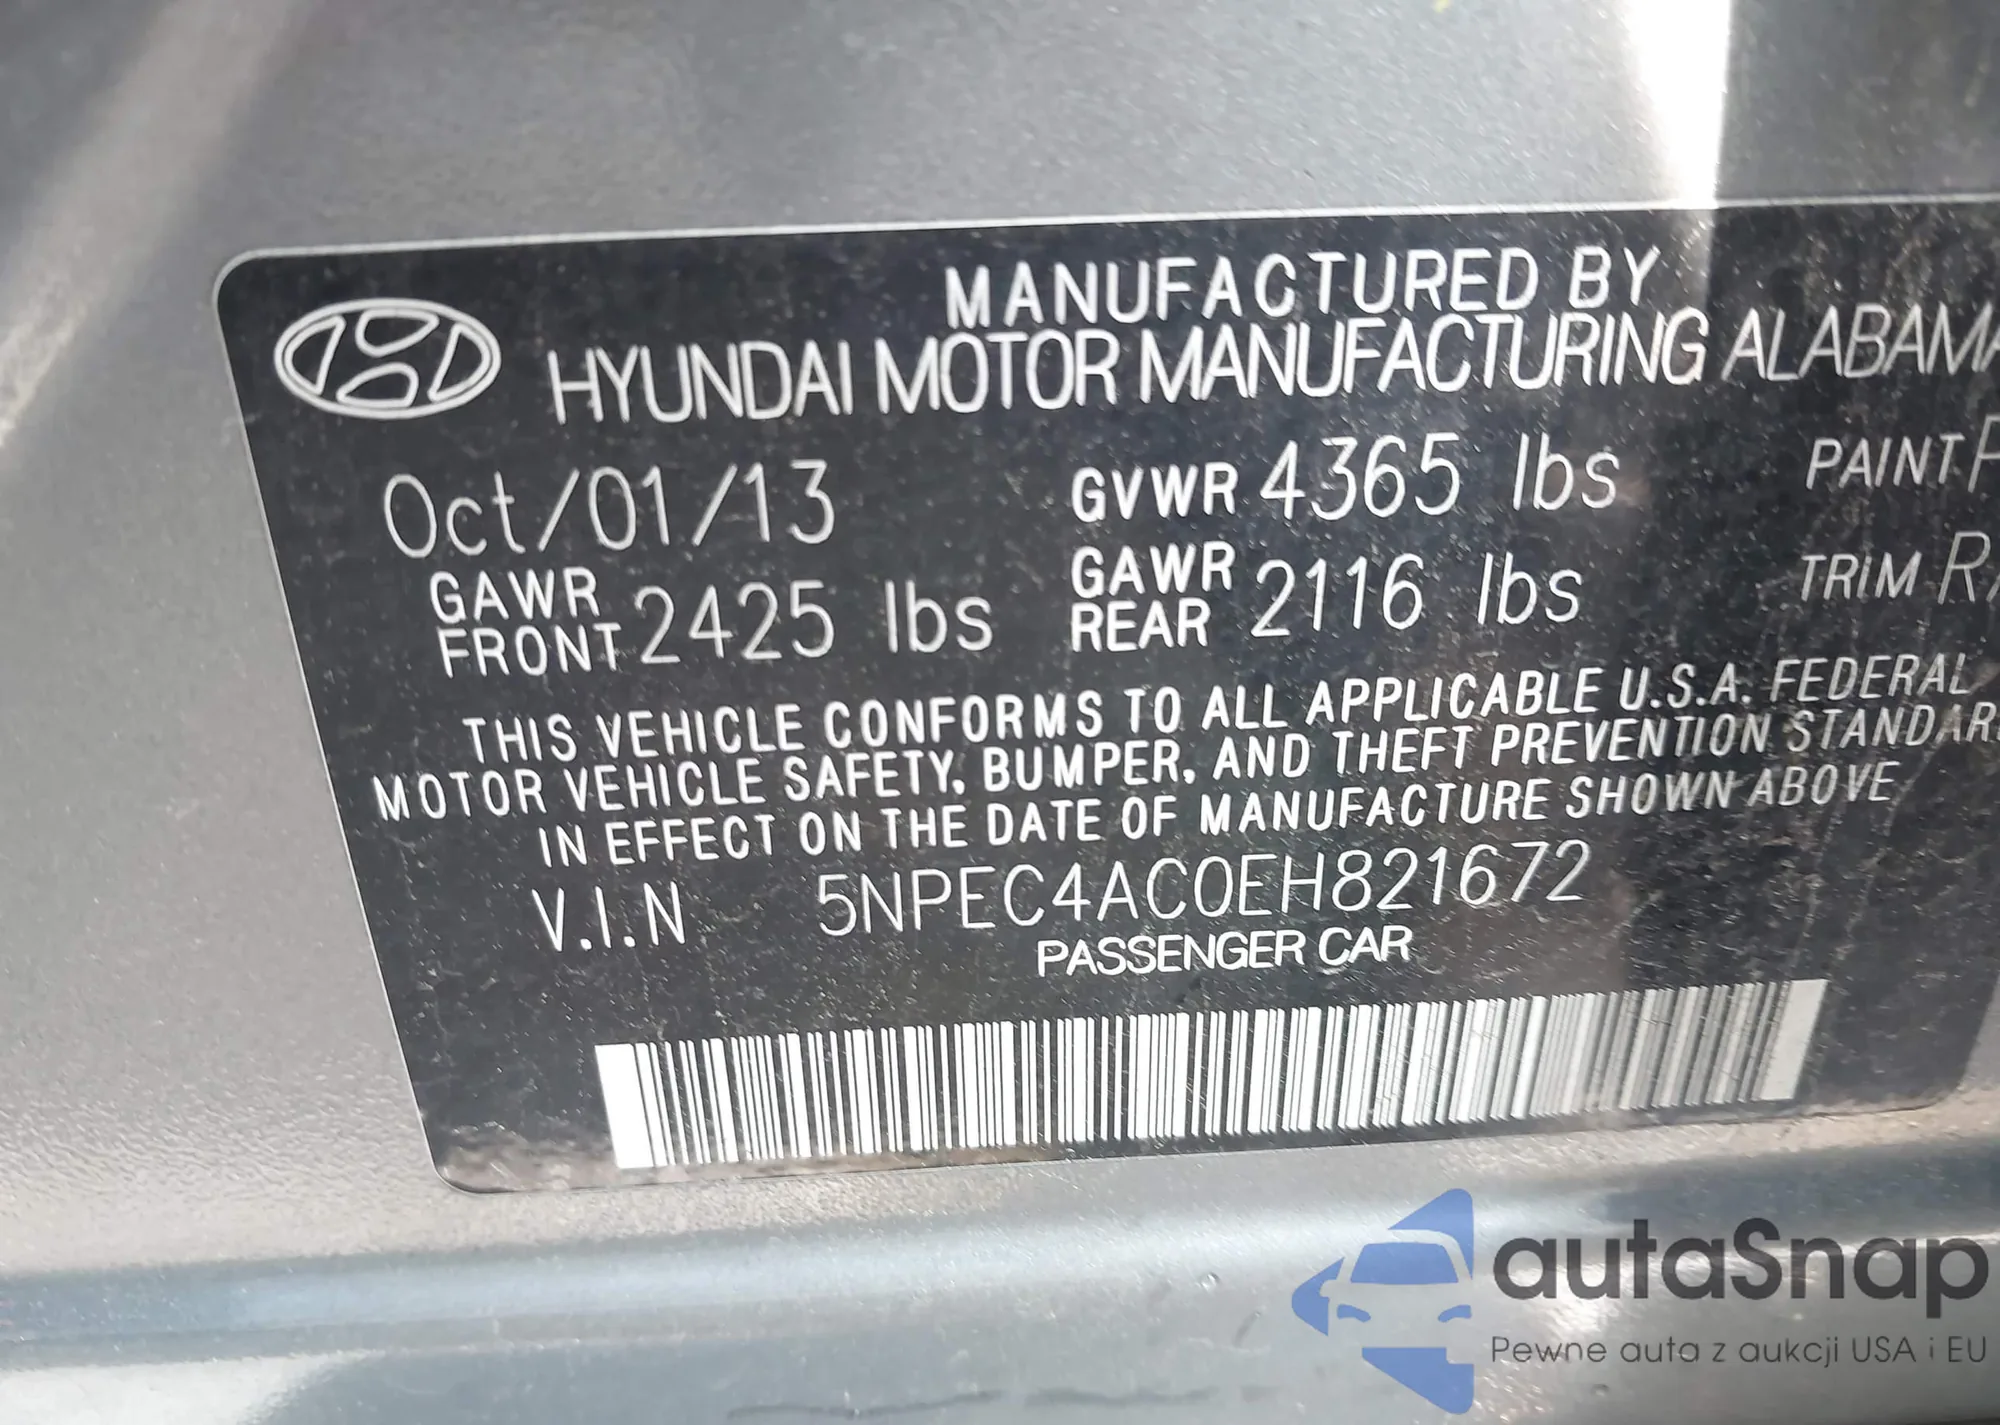 MANUFACTURED BY
HYUNDAI MOTOR MANUFACTURING ALABAMA
Oct/01/13 GVWR 4365 lbs PAINT
GAWR FRONT 2425 lbs GAWR REAR 2116 lbs TRIM
THIS VEHICLE CONFORMS TO ALL APPLICABLE U.S.A. FEDERAL
MOTOR VEHICLE SAFETY, BUMPER, AND THEFT PREVENTION
IN EFFECT ON THE DATE OF MANUFACTURE SHOWN ABOVE
V.I.N 5NPEC4AC0EH821672
PASSENGER CAR
autaSnap
Pewne auta z aukcji USA i EU